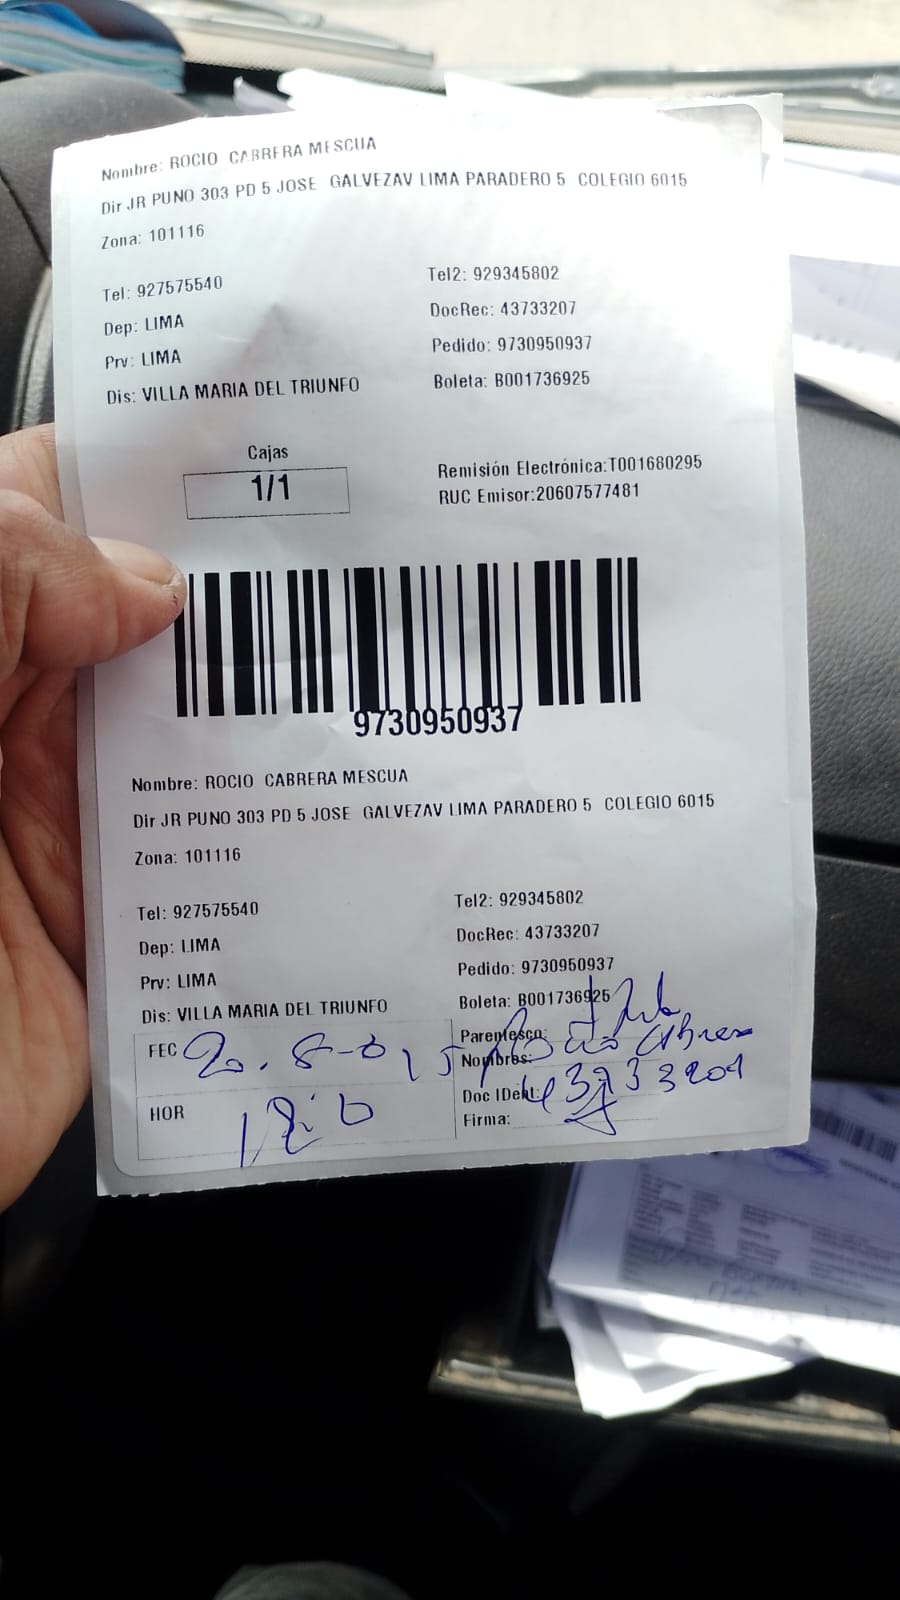 Nombre: ROCIO CABRERA MESCUA
Dir JR PUNO 303 PD 5 JOSE GALVEZAV LIMA PARADERO 5 COLEGIO 6015
Zona: 101116
Tel: 927575540 Tel2: 929345802
Dep: LIMA DocRec: 43733207
Prv: LIMA Pedido: 9730950937
Dis: VILLA MARIA DEL TRIUNFO Boleta: B001736925
Cajas
1/1
Remisión Electrónica:T001680295
RUC Emisor:20607577481
9730950937
Nombre: ROCIO CABRERA MESCUA
Dir JR PUNO 303 PD 5 JOSE GALVEZAV LIMA PARADERO 5 COLEGIO 6015
Zona: 101116
Tel: 927575540 Tel2: 929345802
Dep: LIMA DocRec: 43733207
Prv: LIMA Pedido: 9730950937
Dis: VILLA MARIA DEL TRIUNFO Boleta: B001736925
FEC
Parentesco:
Nombres:
HOR
Doc IDent:
Firma: